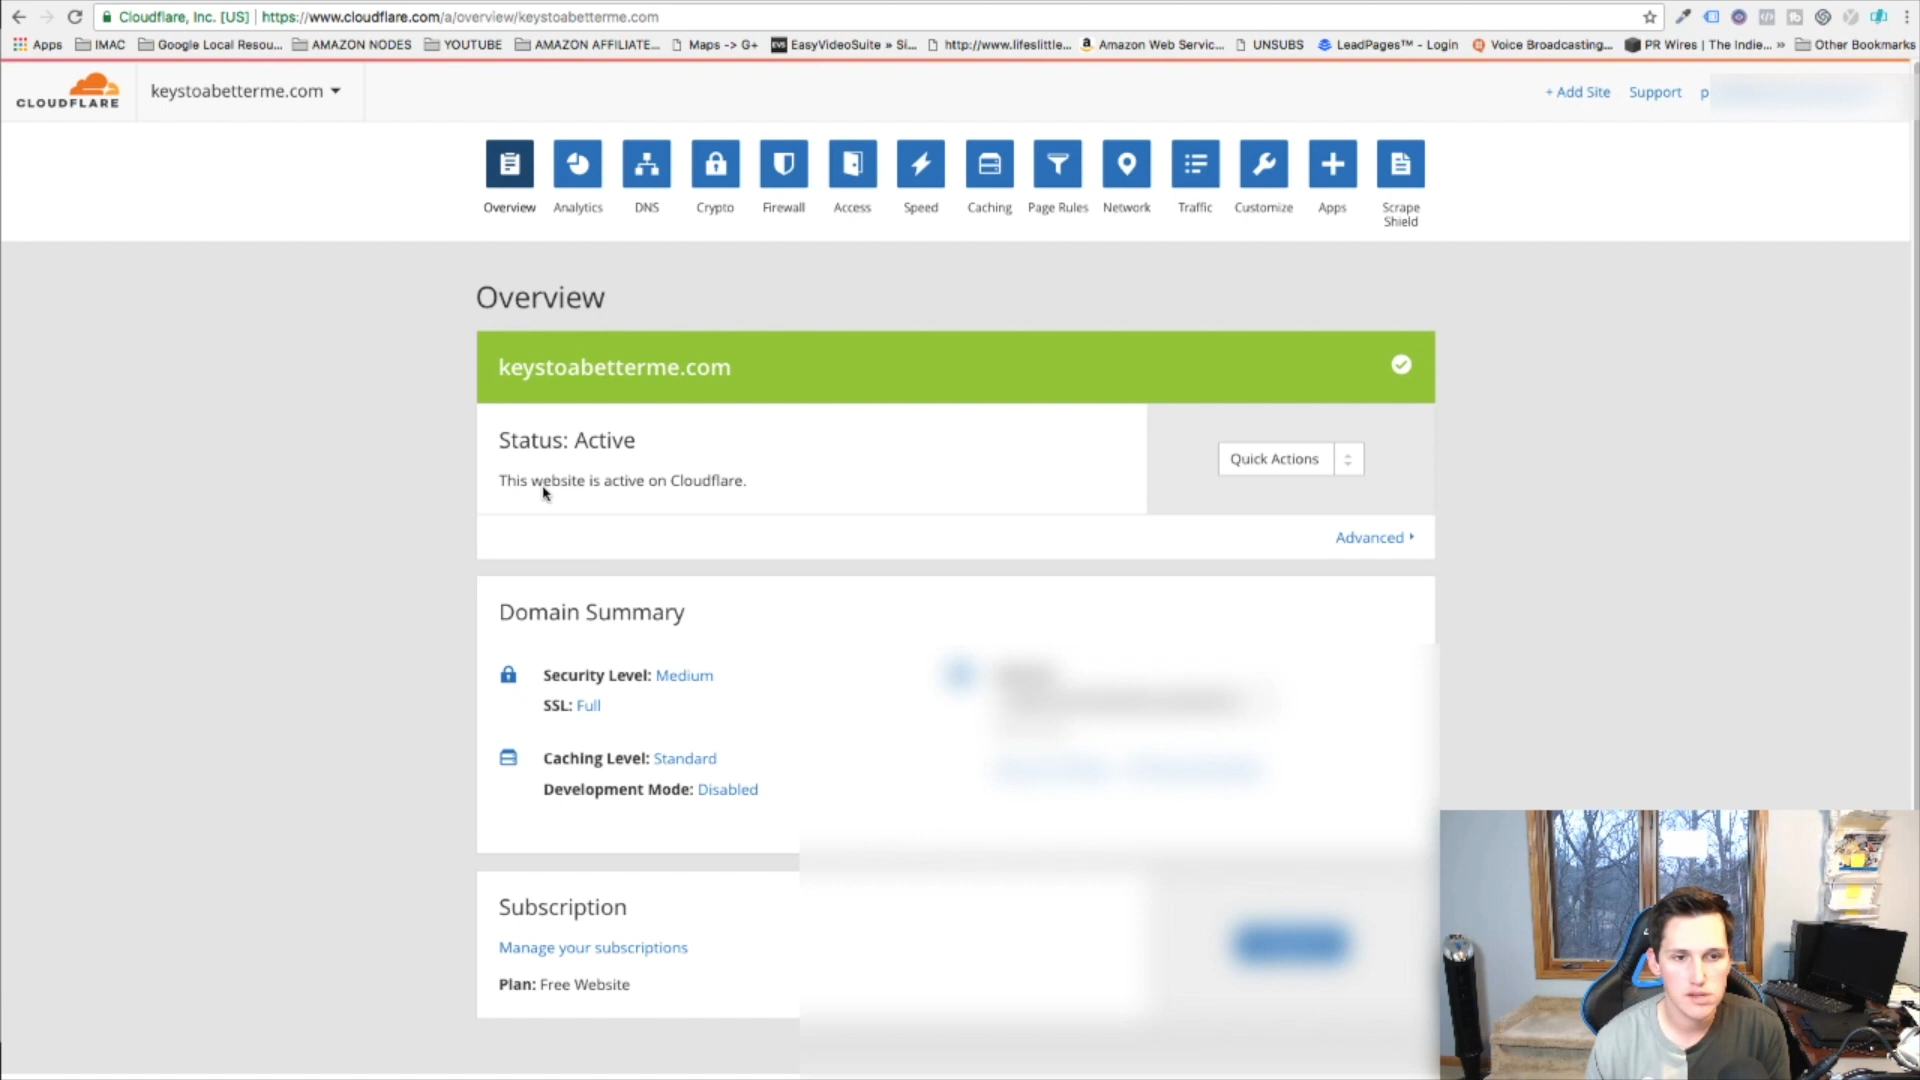 Cloudflare, Inc. [US] | https://www.cloudflare.com/a/overview/keystoabetterme.com
Apps IMAC Google Local Resou... AMAZON NODES YOUTUBE AMAZON AFFILIATE... Maps -> G+ EasyVideoSuite » Si... http://www.lifeslittle... Amazon Web Servic... UNSUBS LeadPages™ - Login Voice Broadcasting... PR Wires | The Indie... » Other Bookmarks
CLOUDFLARE keystoabetterme.com + Add Site Support p
Overview Analytics DNS Crypto Firewall Access Speed Caching Page Rules Network Traffic Customize Apps Scrape
Shield
Overview
keystoabetterme.com
Status: Active
Quick Actions
This website is active on Cloudflare.
Advanced
Domain Summary
Security Level: Medium
SSL: Full
Caching Level: Standard
Development Mode: Disabled
Subscription
Manage your subscriptions
Plan: Free Website